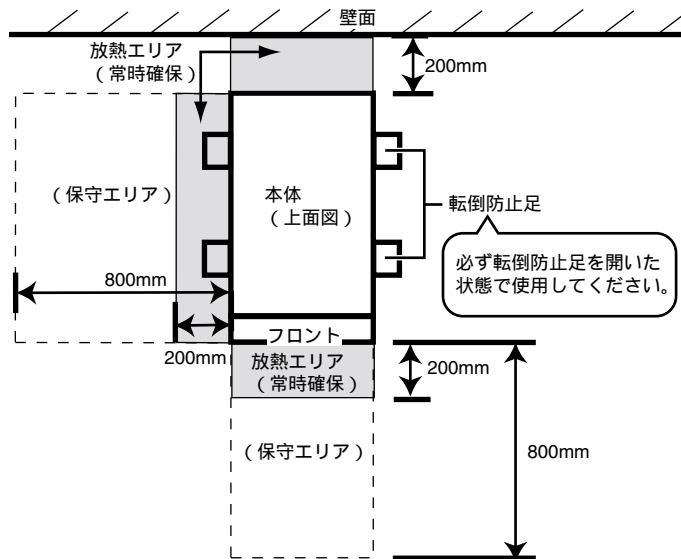 壁面
放熱エリア
（常時確保）
200mm
（保守エリア）
本体
（上面図）
転倒防止足
必ず転倒防止足を開いた
状態で使用してください。
800mm
200mm
フロント
放熱エリア
（常時確保）
200mm
（保守エリア）
800mm